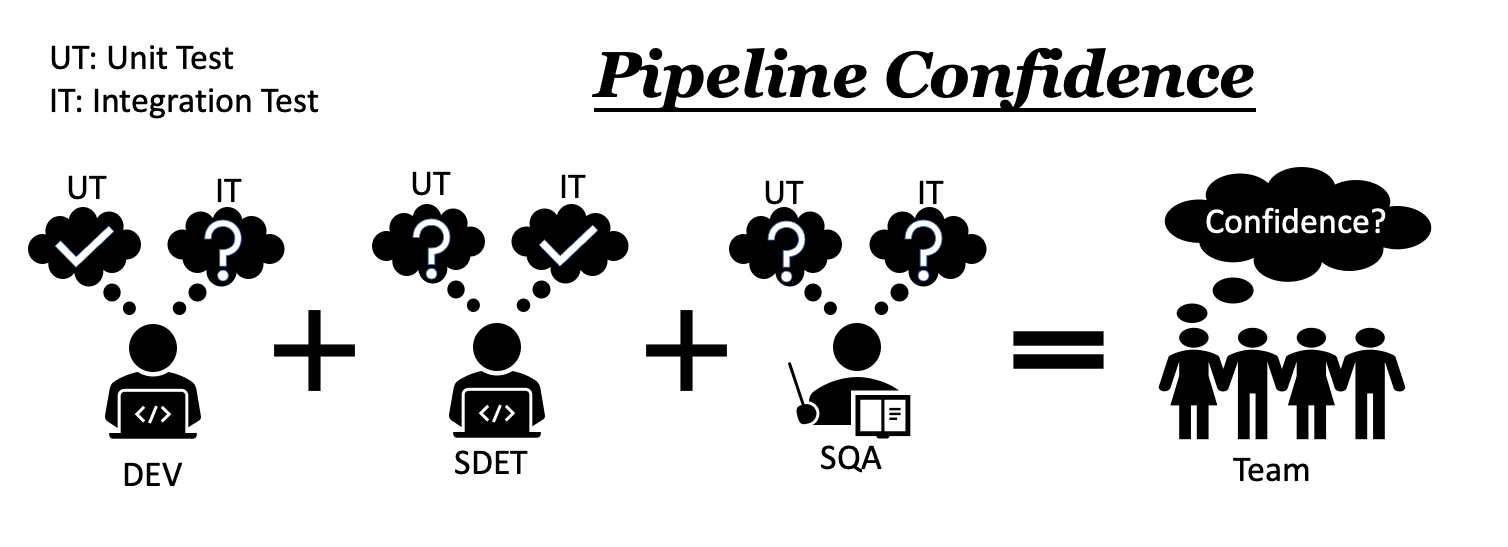 UT: Unit Test
IT: Integration Test
Pipeline Confidence
UT
IT
UT
IT
UT
IT
Confidence?
</>
</>
DEV
SDET
SQA
Team